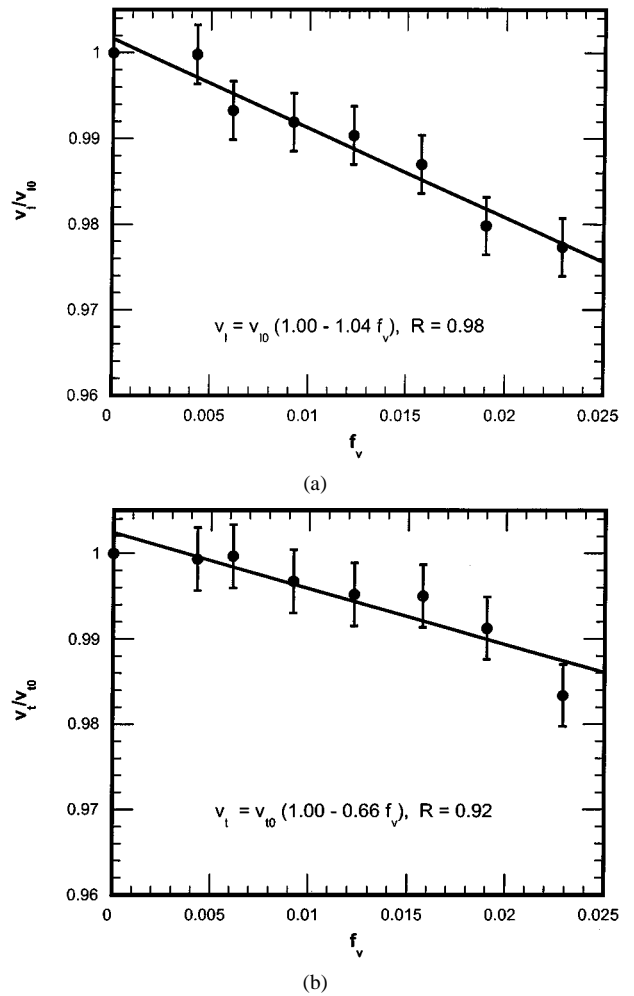 1
0.99
0.98
0.97
0.96
v_l/v_l0
v_l = v_l0 (1.00 - 1.04 f_v), R = 0.98
0 0.005 0.01 0.015 0.02 0.025
f_v
(a)
1
0.99
0.98
0.97
0.96
v_t/v_t0
v_t = v_t0 (1.00 - 0.66 f_v), R = 0.92
0 0.005 0.01 0.015 0.02 0.025
f_v
(b)